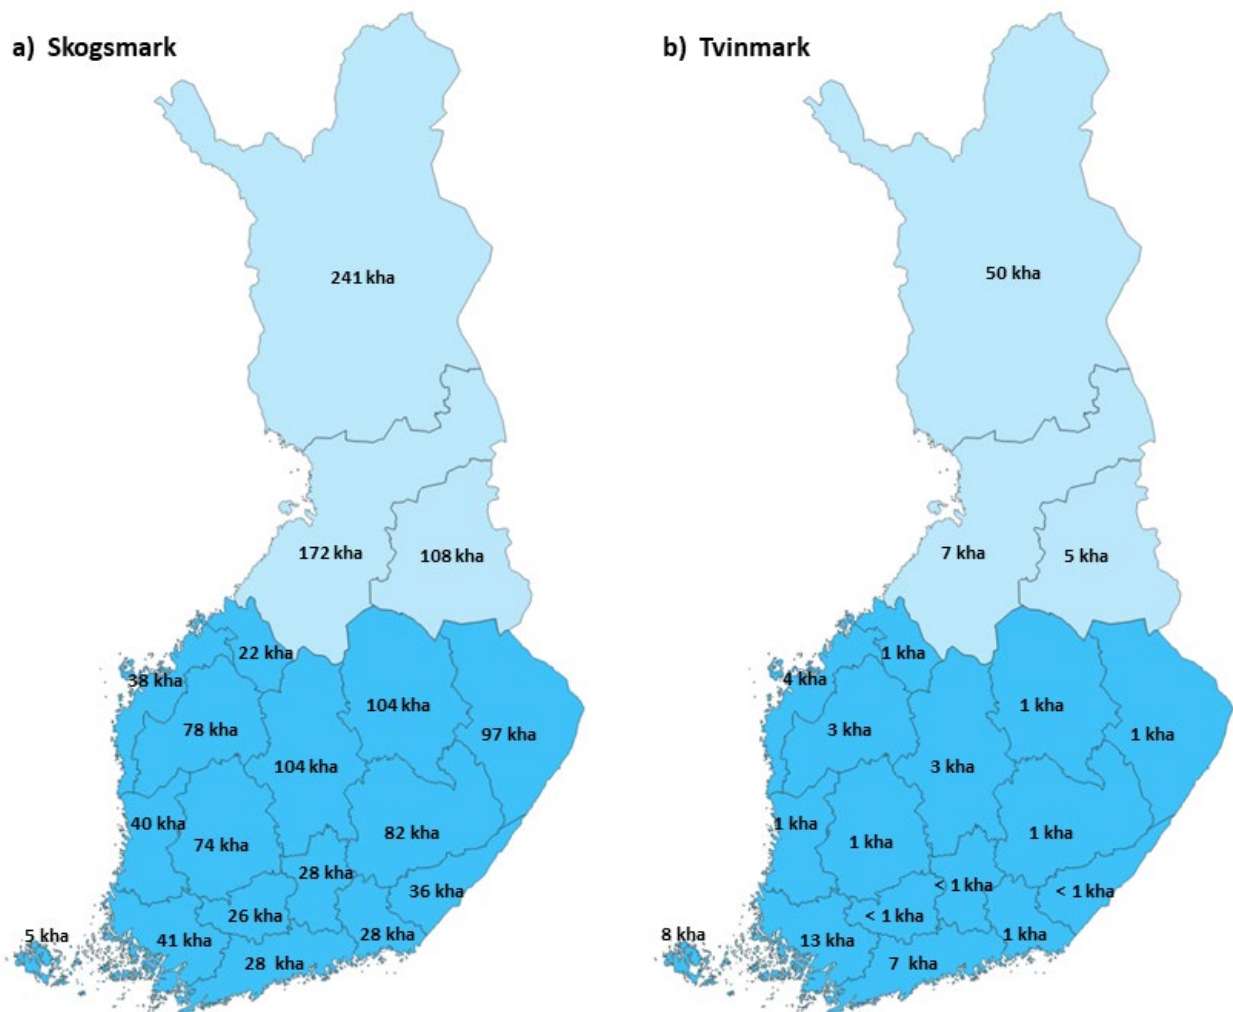 a) Skogsmark
241 kha
172 kha
108 kha
22 kha
38 kha
78 kha
104 kha
97 kha
104 kha
40 kha
74 kha
82 kha
28 kha
36 kha
26 kha
5 kha
41 kha
28 kha
28 kha
b) Tvinmark
50 kha
7 kha
5 kha
1 kha
4 kha
3 kha
1 kha
1 kha
3 kha
1 kha
1 kha
1 kha
< 1 kha
< 1 kha
< 1 kha
8 kha
13 kha
1 kha
7 kha